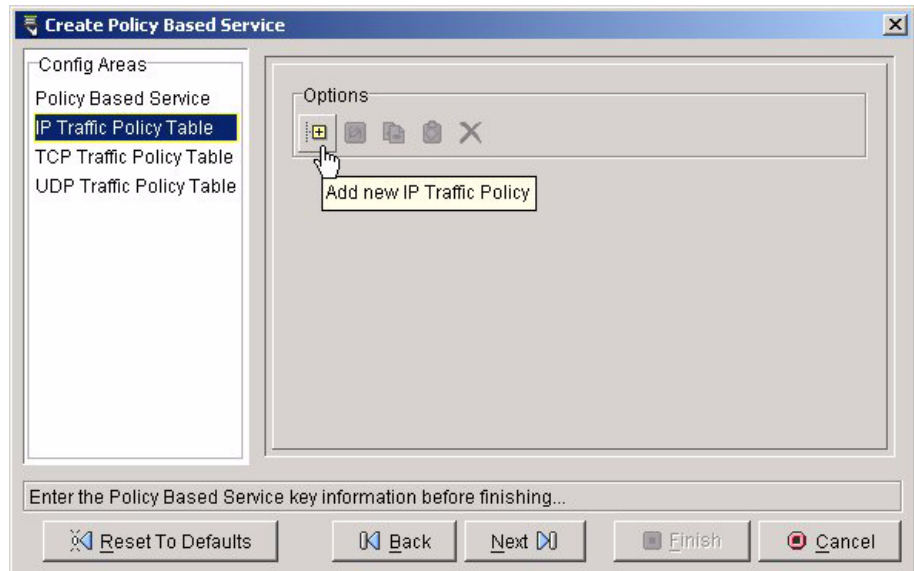 Create Policy Based Service
Config Areas
Policy Based Service
IP Traffic Policy Table
TCP Traffic Policy Table
UDP Traffic Policy Table
Options
Add new IP Traffic Policy
Enter the Policy Based Service key information before finishing...
Reset To Defaults
Back
Next
Finish
Cancel